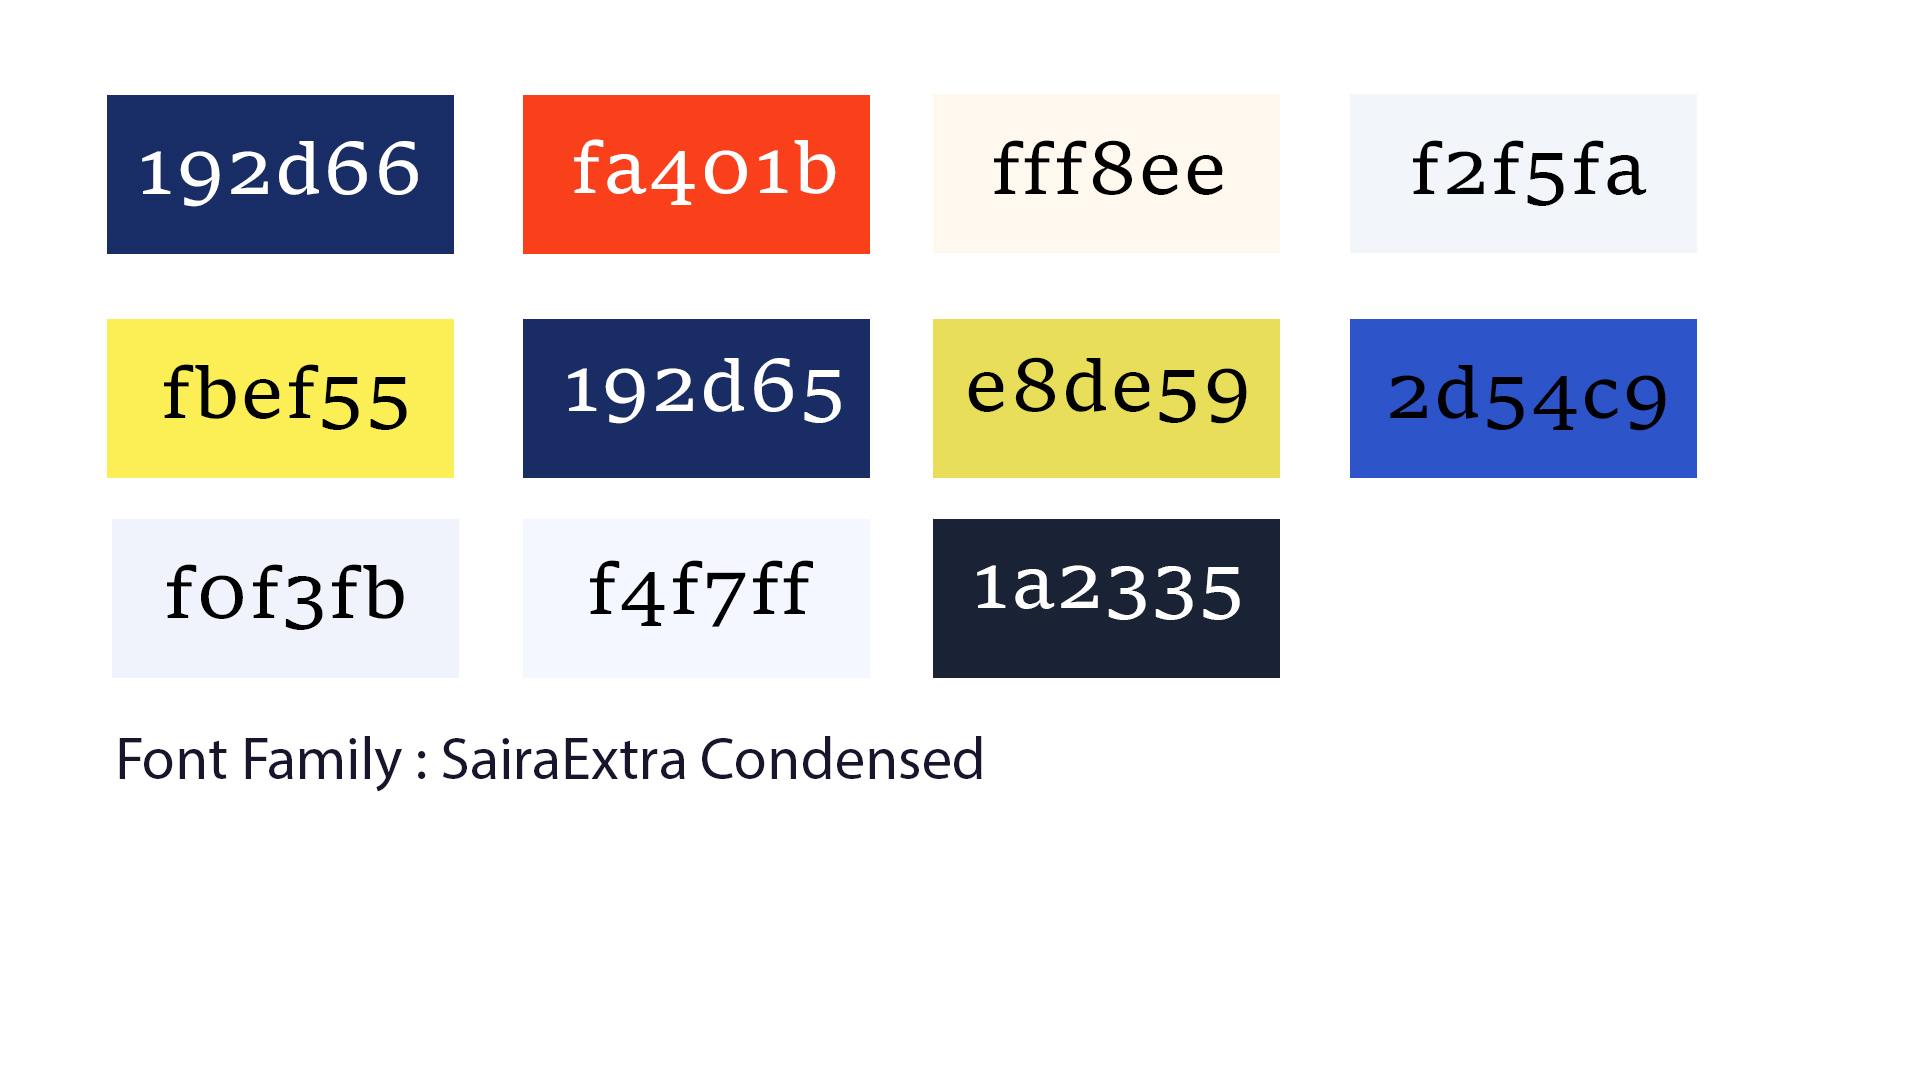 192d66 fa401b fff8ee f2f5fa
fbef55 192d65 e8de59 2d54c9
f0f3fb f4f7ff 1a2335
Font Family : SairaExtra Condensed